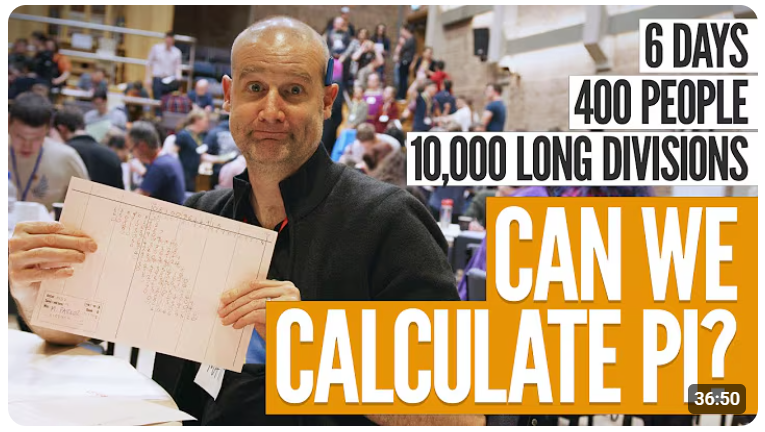 6 DAYS
400 PEOPLE
10,000 LONG DIVISIONS
CAN WE
CALCULATE PI?
36:50